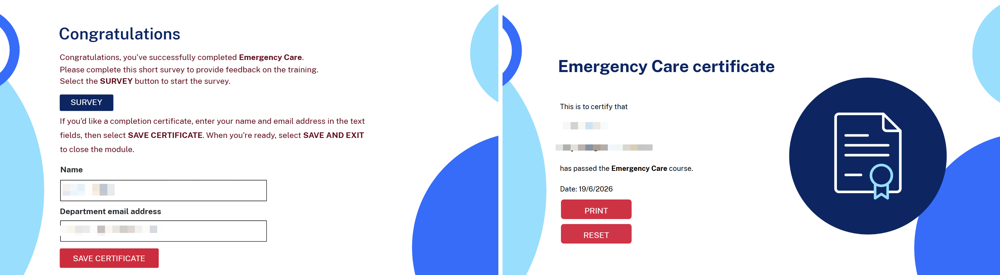 Congratulations
Congratulations, you’ve successfully completed Emergency Care.
Please complete this short survey to provide feedback on the training.
Select the SURVEY button to start the survey.
SURVEY
If you’d like a completion certificate, enter your name and email address in the text
fields, then select SAVE CERTIFICATE. When you’re ready, select SAVE AND EXIT
to close the module.
Name
Department email address
SAVE CERTIFICATE
Emergency Care certificate
This is to certify that
has passed the Emergency Care course.
Date: 19/6/2026
PRINT
RESET